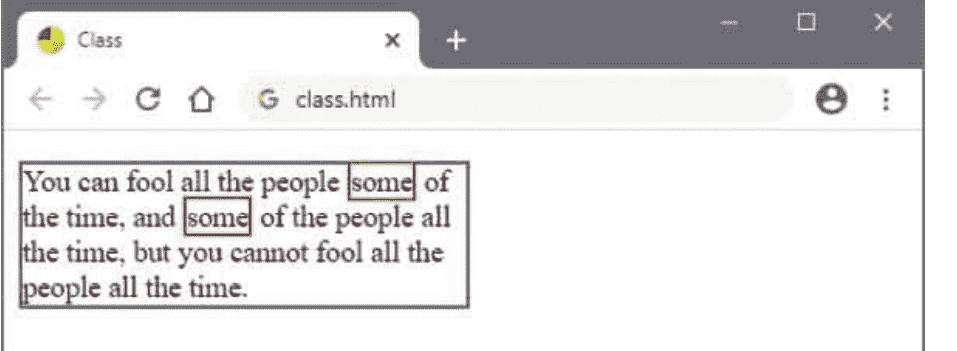 Class
class.html
You can fool all the people some of
the time, and some of the people all
the time, but you cannot fool all the
people all the time.